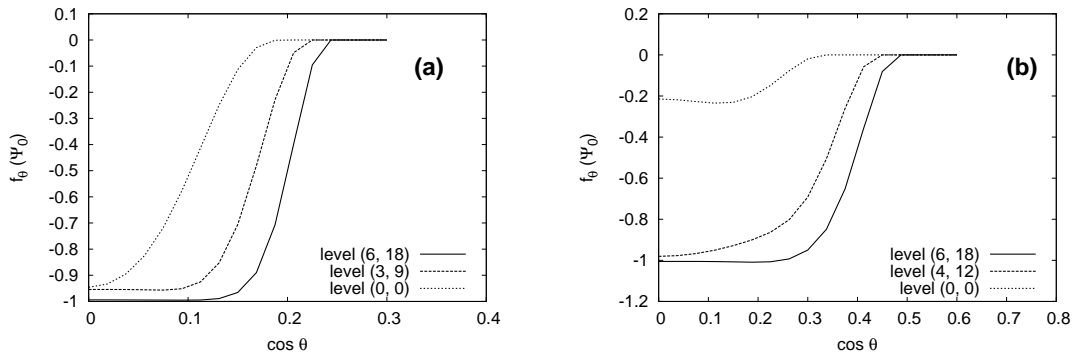 0.1
0
-0.1
-0.2
-0.3
-0.4
-0.5
-0.6
-0.7
-0.8
-0.9
-1
0
0.1
0.2
0.3
0.4
f_θ (Ψ_0)
cos θ
(a)
level (6, 18)
level (3, 9)
level (0, 0)
0.2
0
-0.2
-0.4
-0.6
-0.8
-1
-1.2
0
0.1
0.2
0.3
0.4
0.5
0.6
0.7
0.8
f_θ (Ψ_0)
cos θ
(b)
level (6, 18)
level (4, 12)
level (0, 0)